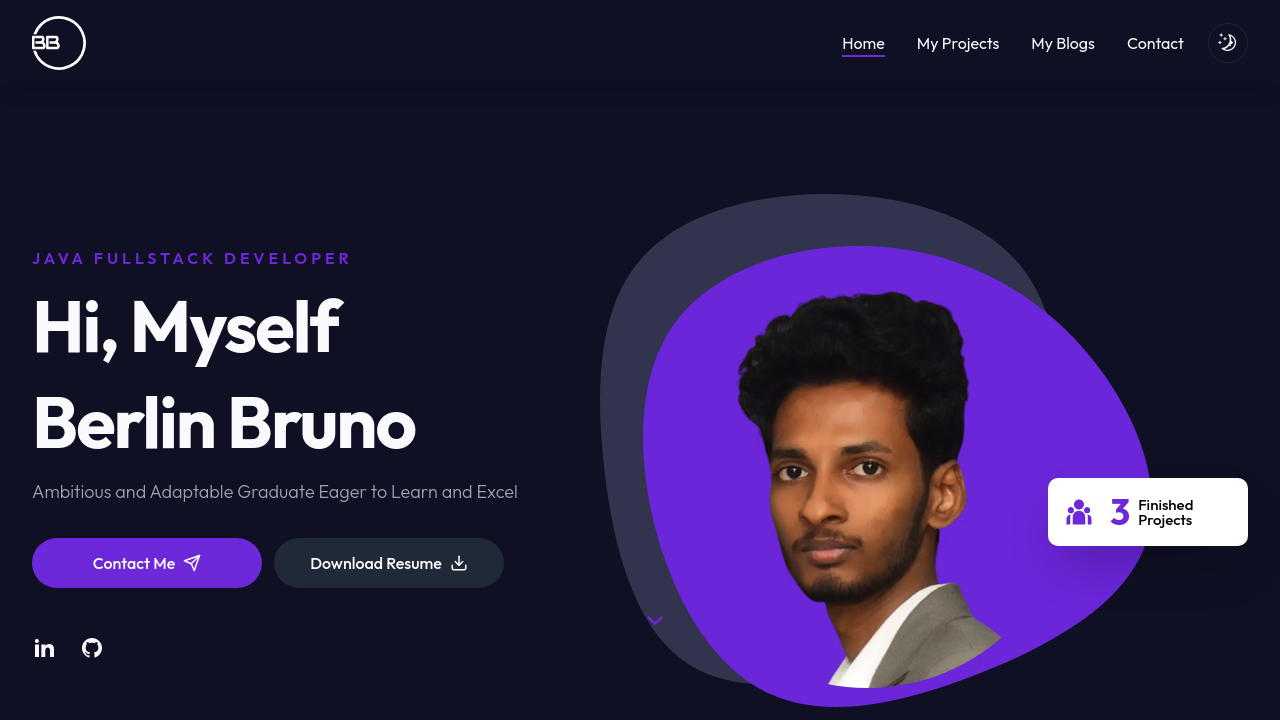 BB
Home
My Projects
My Blogs
Contact
JAVA FULLSTACK DEVELOPER
Hi, Myself
Berlin Bruno
Ambitious and Adaptable Graduate Eager to Learn and Excel
Contact Me
Download Resume
3
Finished
Projects
in